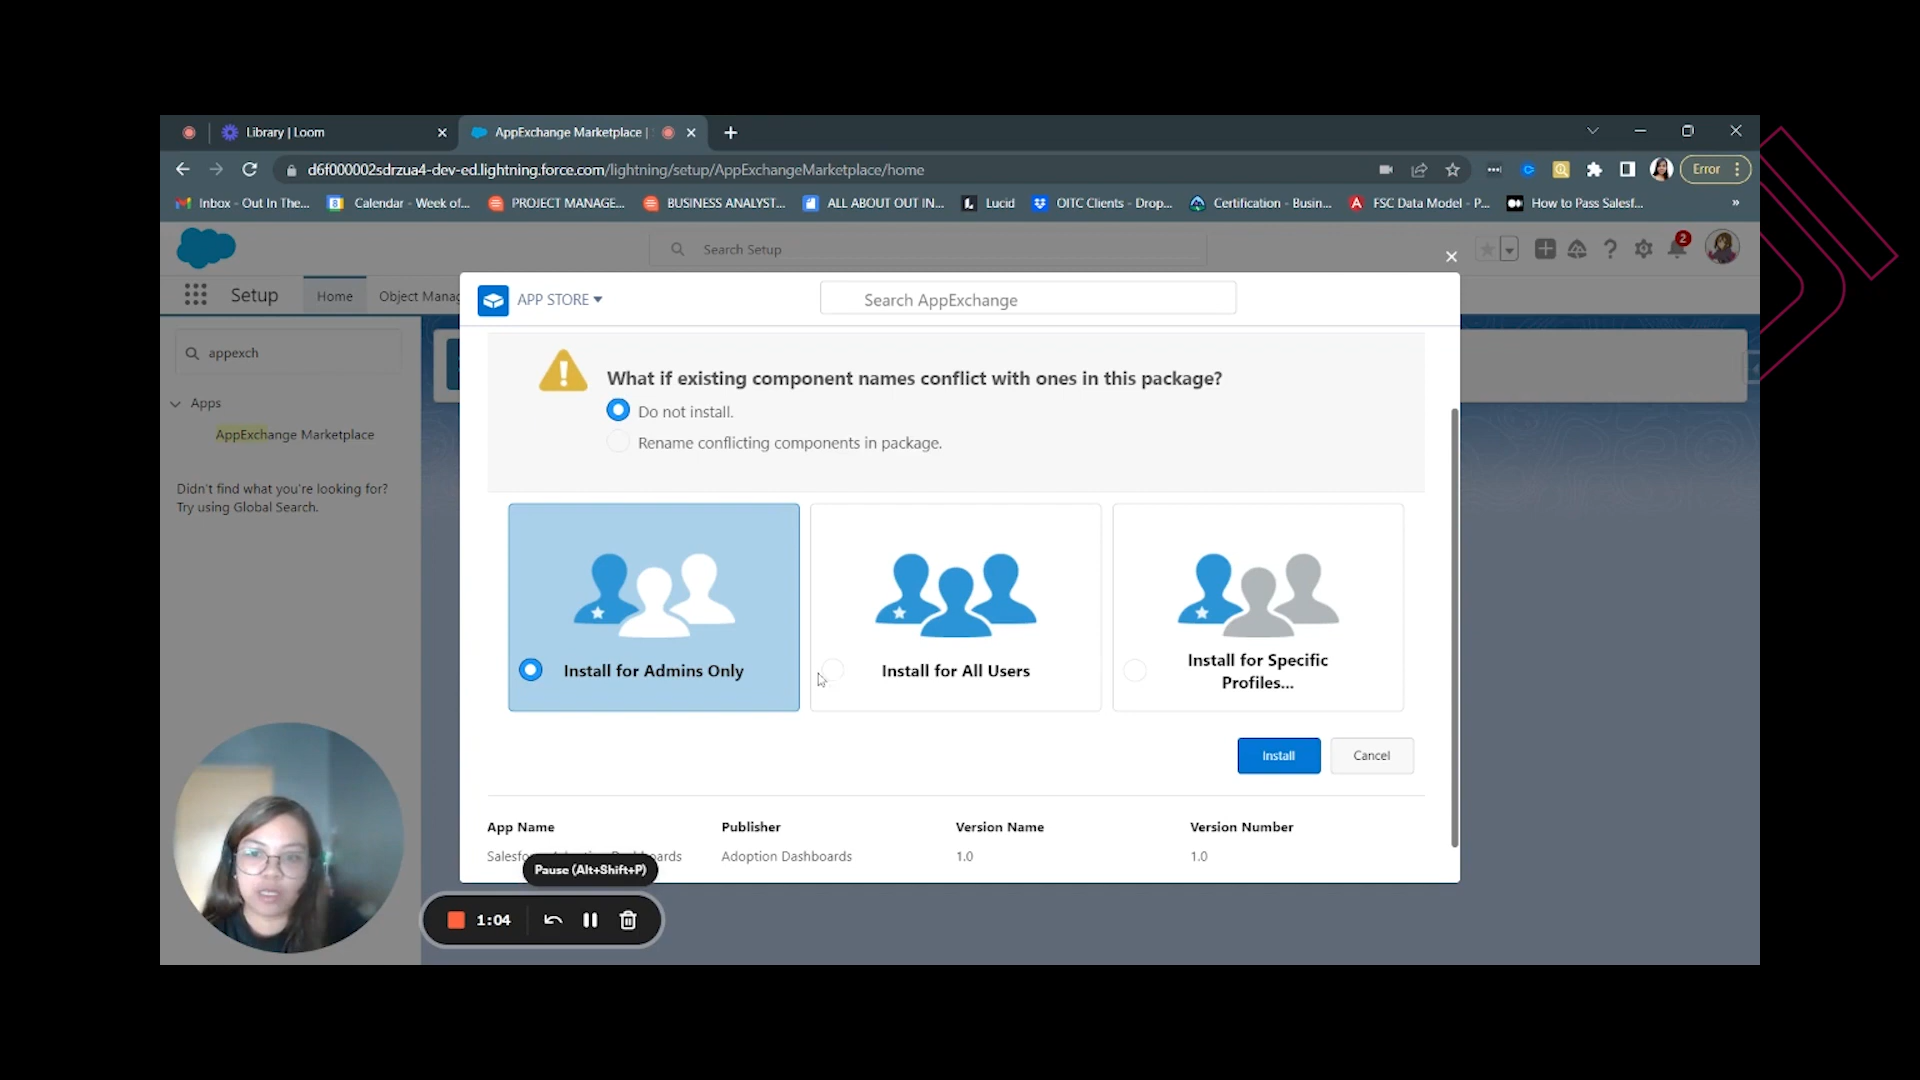 Library | Loom
AppExchange Marketplace |
d6f000002sdrzua4-dev-ed.lightning.force.com/lightning/setup/AppExchangeMarketplace/home
Error
Inbox - Out In The...
8
Calendar - Week of...
PROJECT MANAGE...
BUSINESS ANALYST...
ALL ABOUT OUT IN...
Lucid
OITC Clients - Drop...
Certification - Busin...
FSC Data Model - P...
How to Pass Salesf...
»
Search Setup
2
Setup
Home
Object Manag
appexch
Apps
AppExchange Marketplace
Didn't find what you're looking for?
Try using Global Search.
APP STORE
Search AppExchange
What if existing component names conflict with ones in this package?
Do not install.
Rename conflicting components in package.
Install for Admins Only
Install for All Users
Install for Specific
Profiles...
Install
Cancel
App Name
Publisher
Version Name
Version Number
Adoption Dashboards
1.0
1.0
Pause (Alt+Shift+P)
1:04